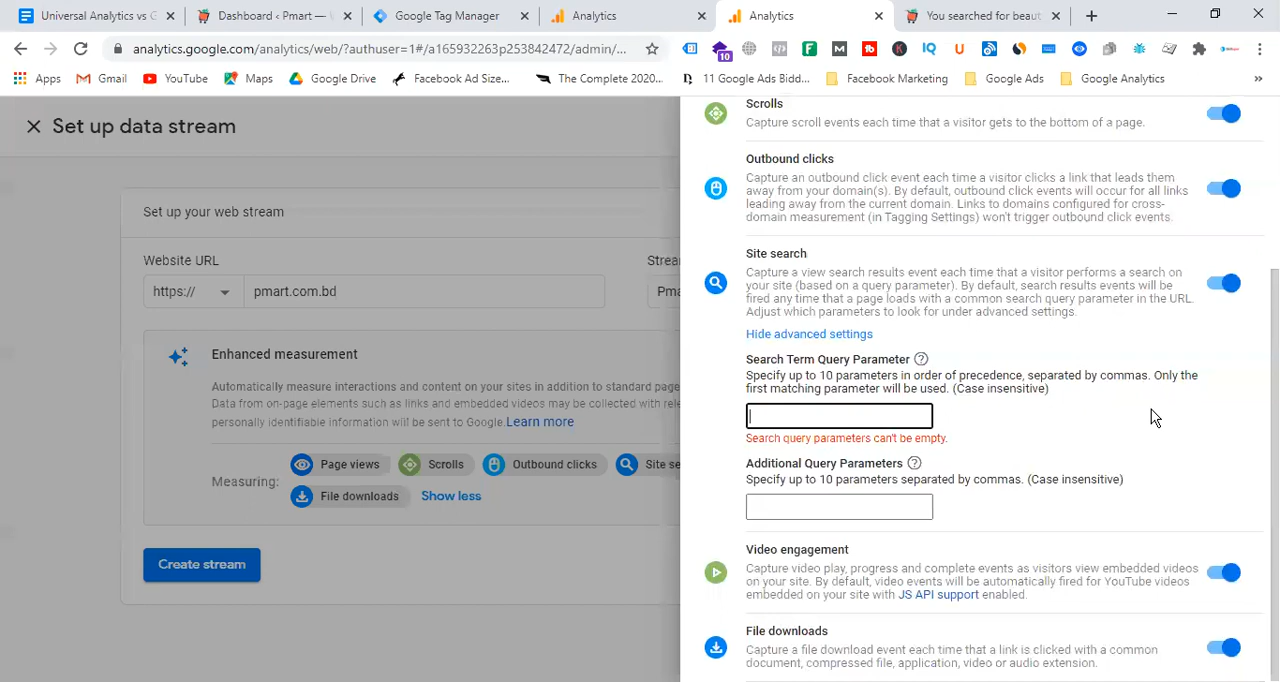 Universal Analytics vs G
Dashboard ‹ Pmart —
Google Tag Manager
Analytics
Analytics
You searched for beaut
analytics.google.com/analytics/web/?authuser=1#/a165932263p253842472/admin/...
10
Apps
Gmail
YouTube
Maps
Google Drive
Facebook Ad Size...
The Complete 2020...
11 Google Ads Bidd...
Facebook Marketing
Google Ads
Google Analytics
Set up data stream
Set up your web stream
Website URL
https://
pmart.com.bd
Strea
Pma
Enhanced measurement
Automatically measure interactions and content on your sites in addition to standard page
Data from on-page elements such as links and embedded videos may be collected with rele
personally identifiable information will be sent to Google. Learn more
Measuring:
Page views
Scrolls
Outbound clicks
Site se
File downloads
Show less
Create stream
Scrolls
Capture scroll events each time that a visitor gets to the bottom of a page.
Outbound clicks
Capture an outbound click event each time a visitor clicks a link that leads them
away from your domain(s). By default, outbound click events will occur for all links
leading away from the current domain. Links to domains configured for cross-
domain measurement (in Tagging Settings) won't trigger outbound click events.
Site search
Capture a view search results event each time that a visitor performs a search on
your site (based on a query parameter). By default, search results events will be
fired any time that a page loads with a common search query parameter in the URL.
Adjust which parameters to look for under advanced settings.
Hide advanced settings
Search Term Query Parameter
Specify up to 10 parameters in order of precedence, separated by commas. Only the
first matching parameter will be used. (Case insensitive)
Search query parameters can't be empty.
Additional Query Parameters
Specify up to 10 parameters separated by commas. (Case insensitive)
Video engagement
Capture video play, progress and complete events as visitors view embedded videos
on your site. By default, video events will be automatically fired for YouTube videos
embedded on your site with JS API support enabled.
File downloads
Capture a file download event each time that a link is clicked with a common
document, compressed file, application, video or audio extension.